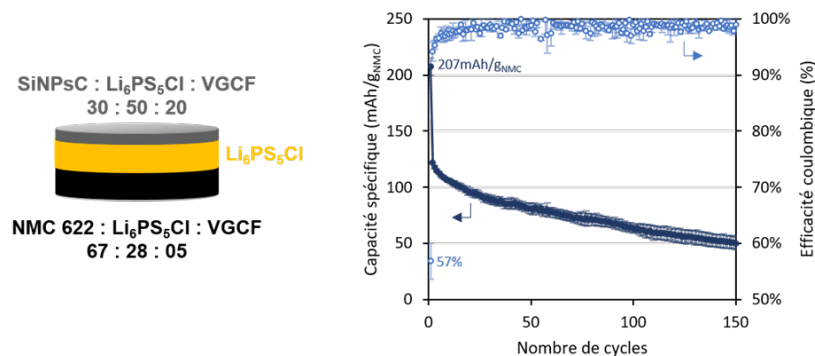 SiNPsC : Li₆PS₅Cl : VGCF
30 : 50 : 20
Li₆PS₅Cl
NMC 622 : Li₆PS₅Cl : VGCF
67 : 28 : 05
Capacité spécifique (mAh/gNMC)
250
200
150
100
50
0
207mAh/gNMC
57%
0
50
100
150
Nombre de cycles
100%
90%
80%
70%
60%
50%
Efficacité coulombique (%)